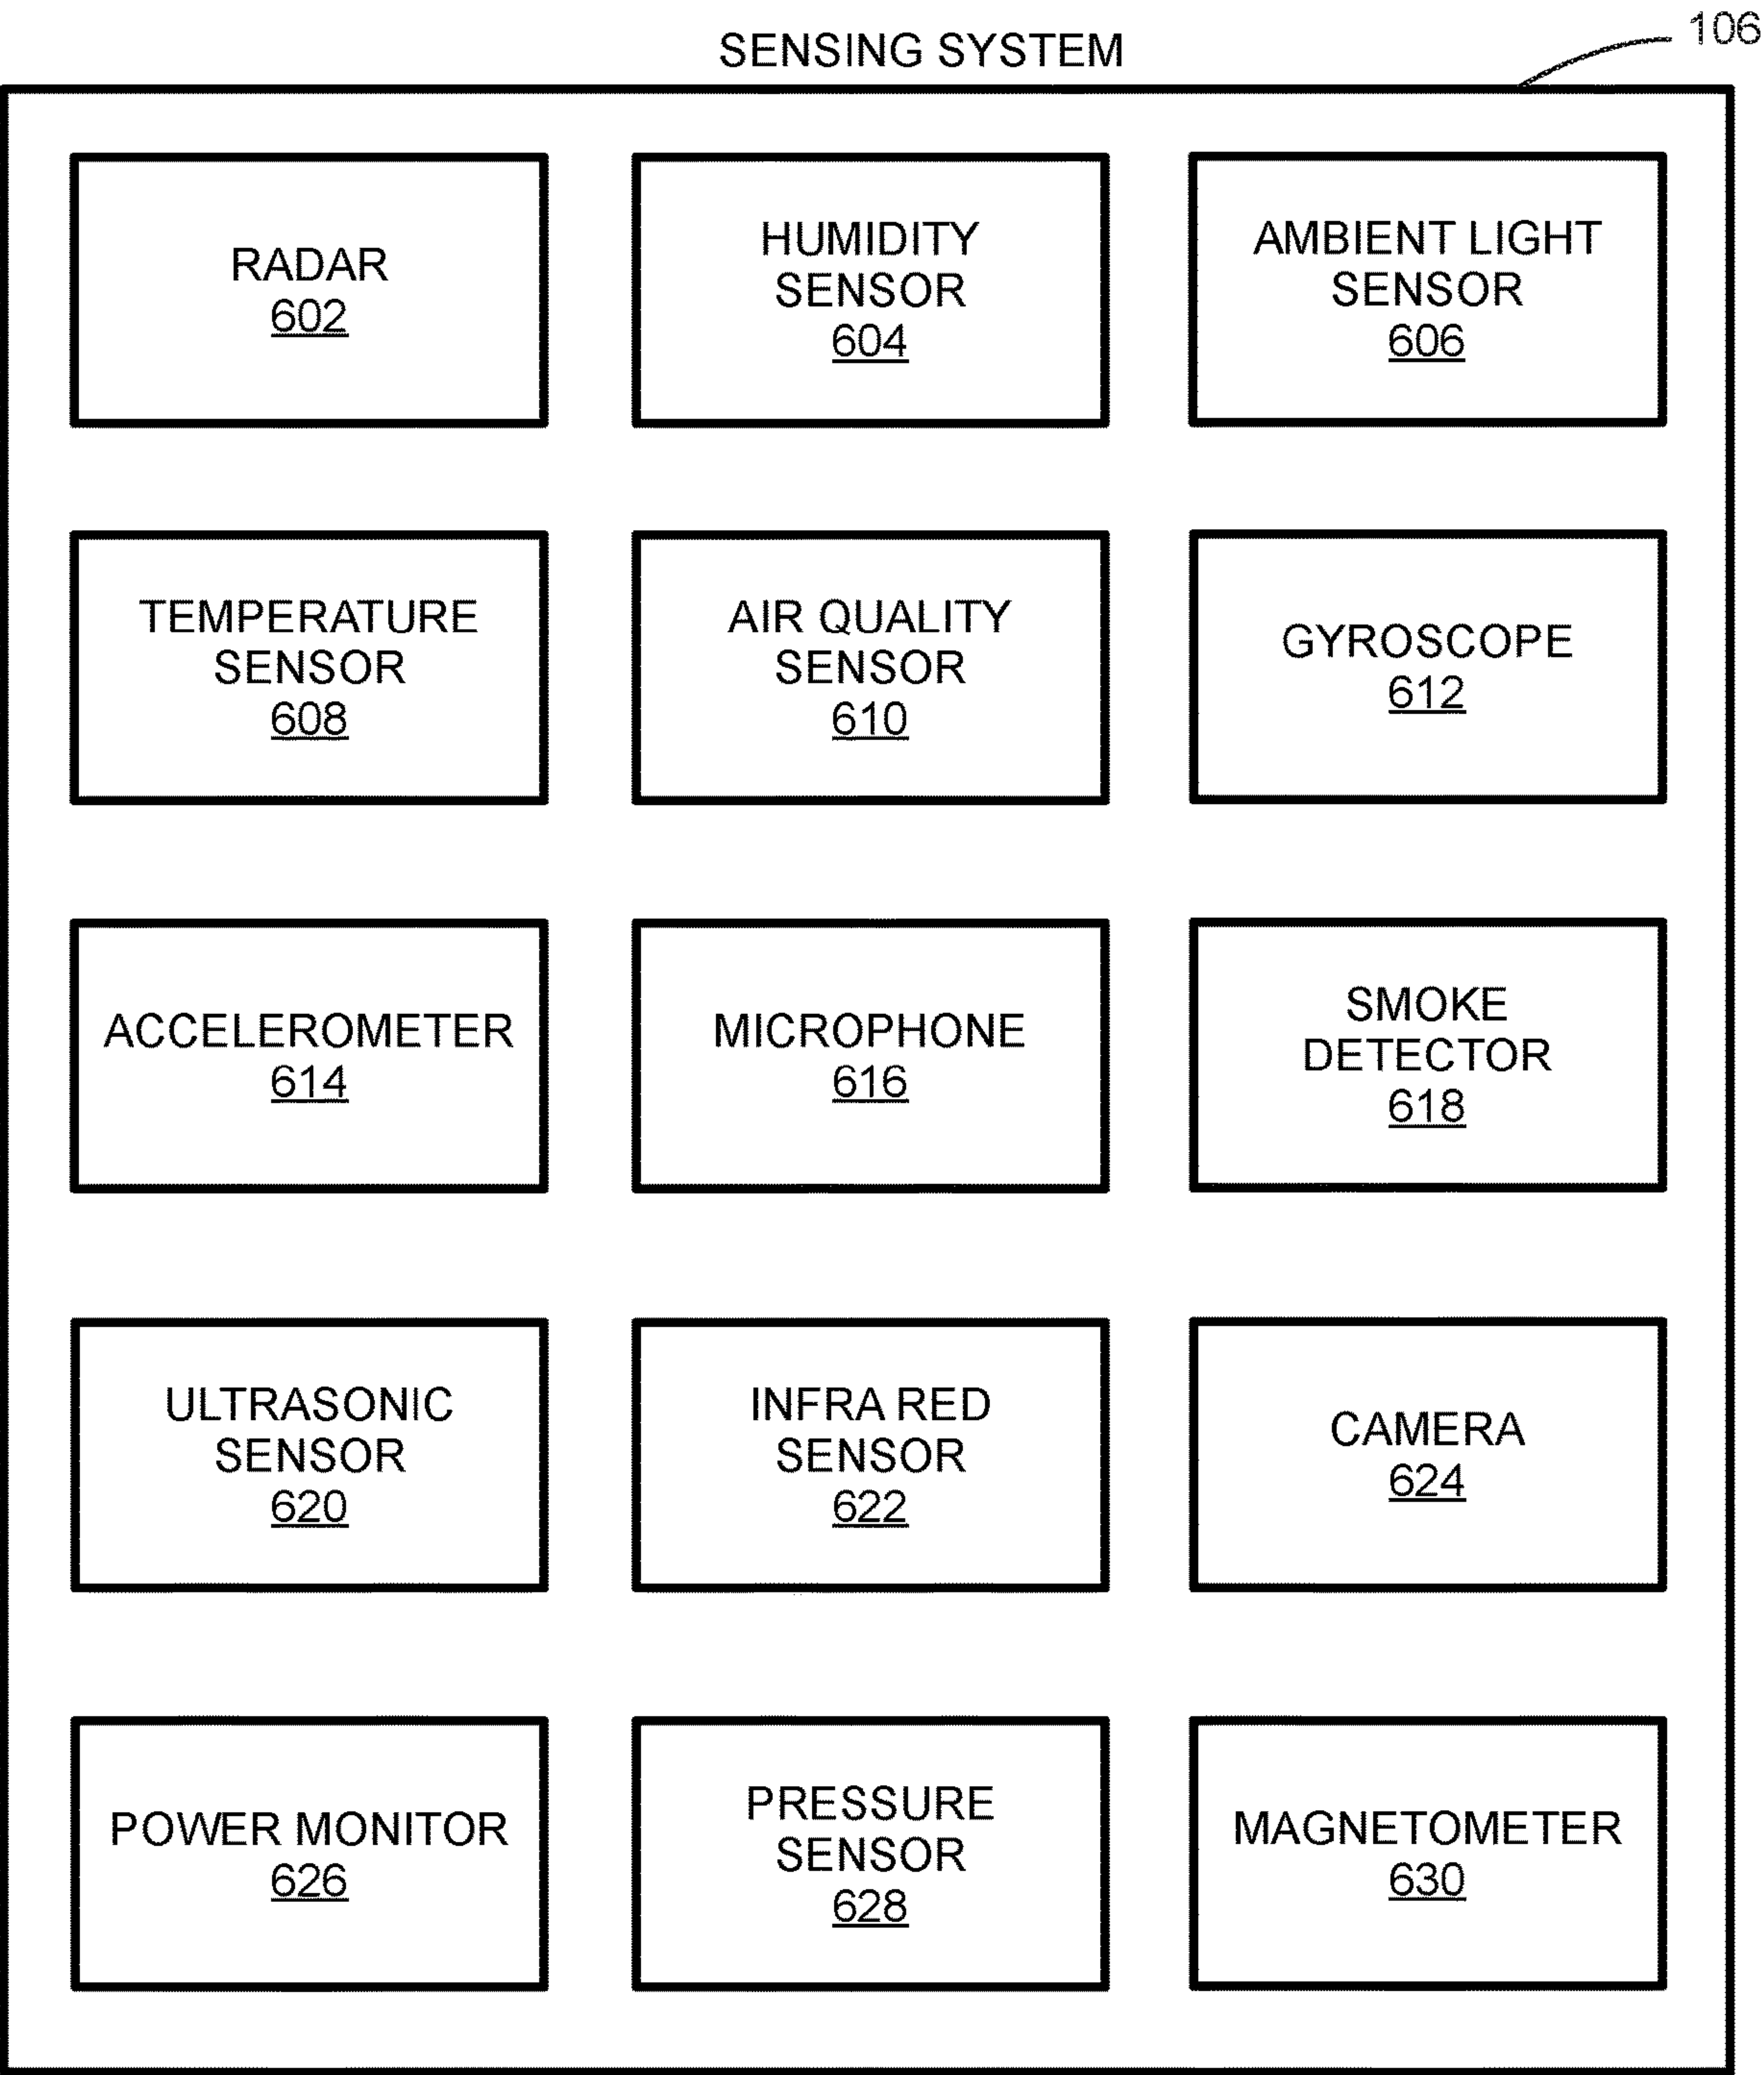 106
SENSING SYSTEM
RADAR
602
HUMIDITY
SENSOR
604
AMBIENT LIGHT
SENSOR
606
TEMPERATURE
SENSOR
608
AIR QUALITY
SENSOR
610
GYROSCOPE
612
ACCELEROMETER
614
MICROPHONE
616
SMOKE
DETECTOR
618
ULTRASONIC
SENSOR
620
INFRA RED
SENSOR
622
CAMERA
624
POWER MONITOR
626
PRESSURE
SENSOR
628
MAGNETOMETER
630